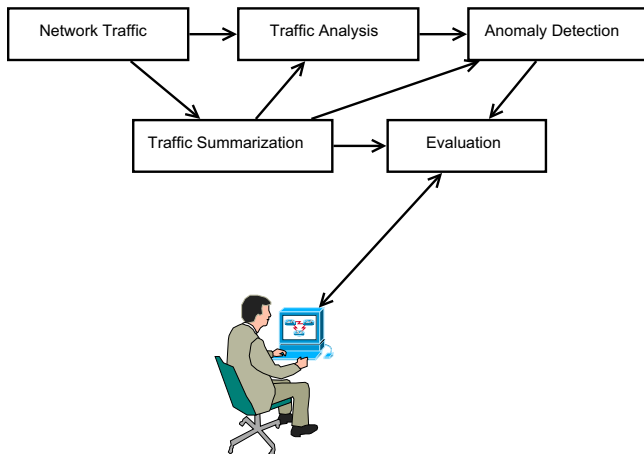 Network Traffic
Traffic Analysis
Anomaly Detection
Traffic Summarization
Evaluation